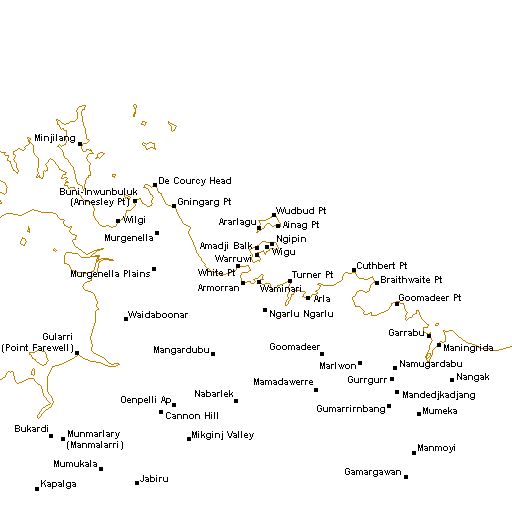 Minjilang
De Courcy Head
Buni-Inwunbuluk
(Annesley Pt)
Gningarg Pt
Wudbud Pt
Wilgi
Araru Ararlagu
Ainag Pt
Murgenella
Ngipin
Amadji Balk
Wigu
Warruwi
Cuthbert Pt
Murgenella Plains
White Pt
Turner Pt
Braithwaite Pt
Armorran
Waminari
Arla
Goomadeer Pt
Waidaboonar
Ngarlu Ngarlu
Garrabu
Gularri
(Point Farewell)
Mangardubu
Goomadeer
Maningrida
Marlwon
Namugardabu
Gurrgurr
Nangak
Mamadawerre
Mandedjkadjang
Nabarlek
Oenpelli Ap
Cannon Hill
Gumarrirnbang
Mumeka
Bukardi
Munmarlary
(Manmalarri)
Mikginj Valley
Manmoyi
Mumukala
Jabiru
Gamargawan
Kapalga